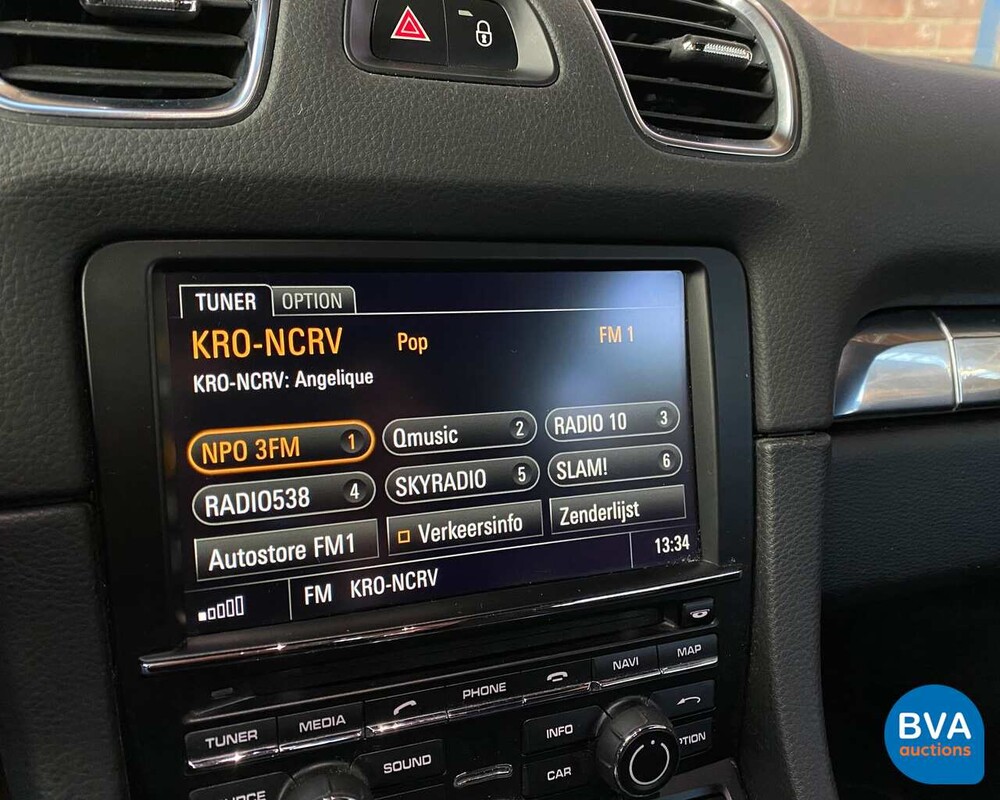 TUNER OPTION
KRO-NCRV Pop FM 1
KRO-NCRV: Angelique
NPO 3FM 1 Qmusic 2 RADIO 10 3
RADIO538 4 SKYRADIO 5 SLAM! 6
Autostore FM1 Verkeersinfo Zenderlijst
FM KRO-NCRV 13:34
TUNER MEDIA PHONE NAVI MAP
SOUND INFO
CAR
BVA
auctions